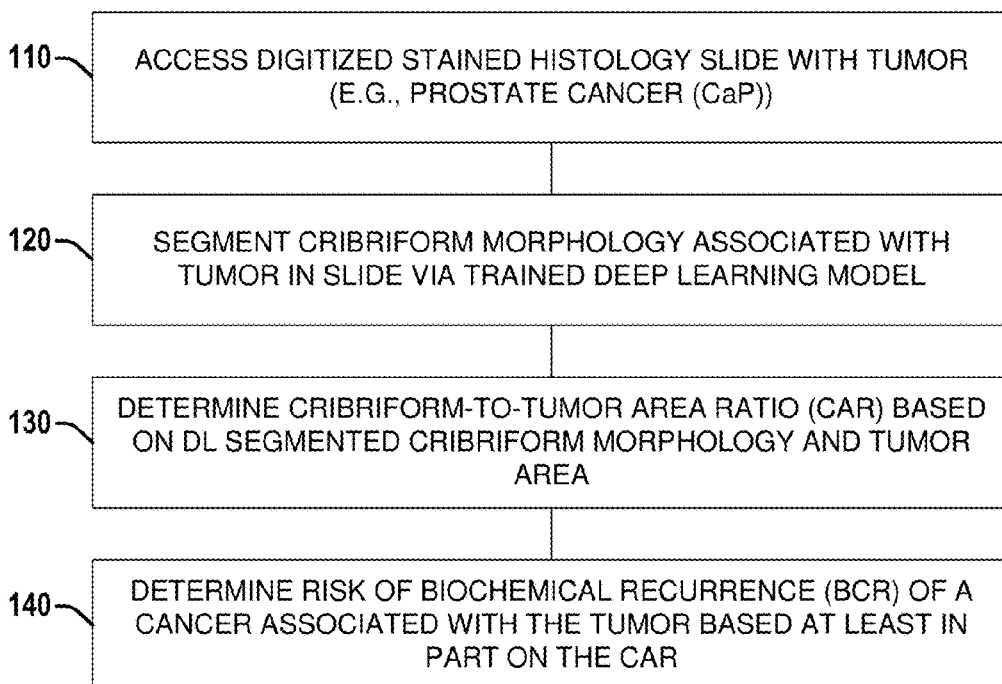 110
ACCESS DIGITIZED STAINED HISTOLOGY SLIDE WITH TUMOR
(E.G., PROSTATE CANCER (CaP))
120
SEGMENT CRIBRIFORM MORPHOLOGY ASSOCIATED WITH
TUMOR IN SLIDE VIA TRAINED DEEP LEARNING MODEL
130
DETERMINE CRIBRIFORM-TO-TUMOR AREA RATIO (CAR) BASED
ON DL SEGMENTED CRIBRIFORM MORPHOLOGY AND TUMOR
AREA
140
DETERMINE RISK OF BIOCHEMICAL RECURRENCE (BCR) OF A
CANCER ASSOCIATED WITH THE TUMOR BASED AT LEAST IN
PART ON THE CAR